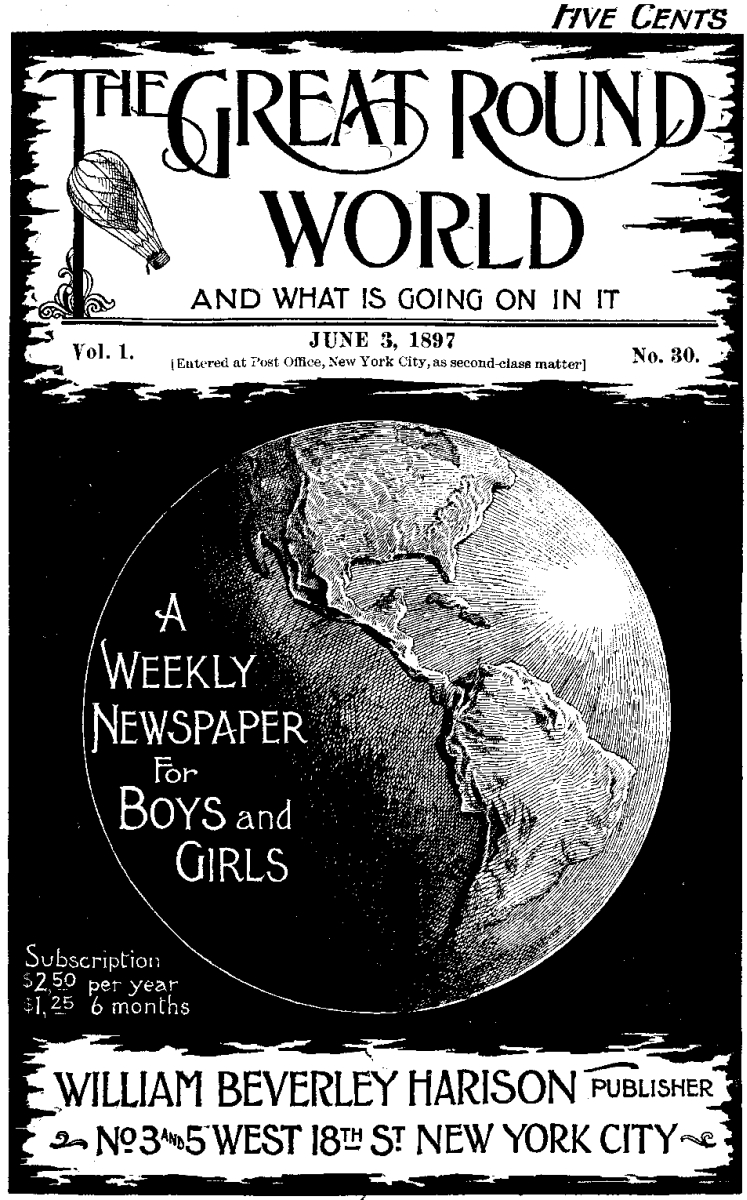 FIVE CENTS
THE GREAT ROUND
WORLD
AND WHAT IS GOING ON IN IT
Vol. 1.
JUNE 3, 1897
[Entered at Post Office, New York City, as second-class matter]
No. 30.
A
WEEKLY
NEWSPAPER
For
BOYS and
GIRLS
Subscription
$2.50 per year
$1.25 6 months
WILLIAM BEVERLEY HARISON PUBLISHER
No 3 AND 5 WEST 18TH ST NEW YORK CITY